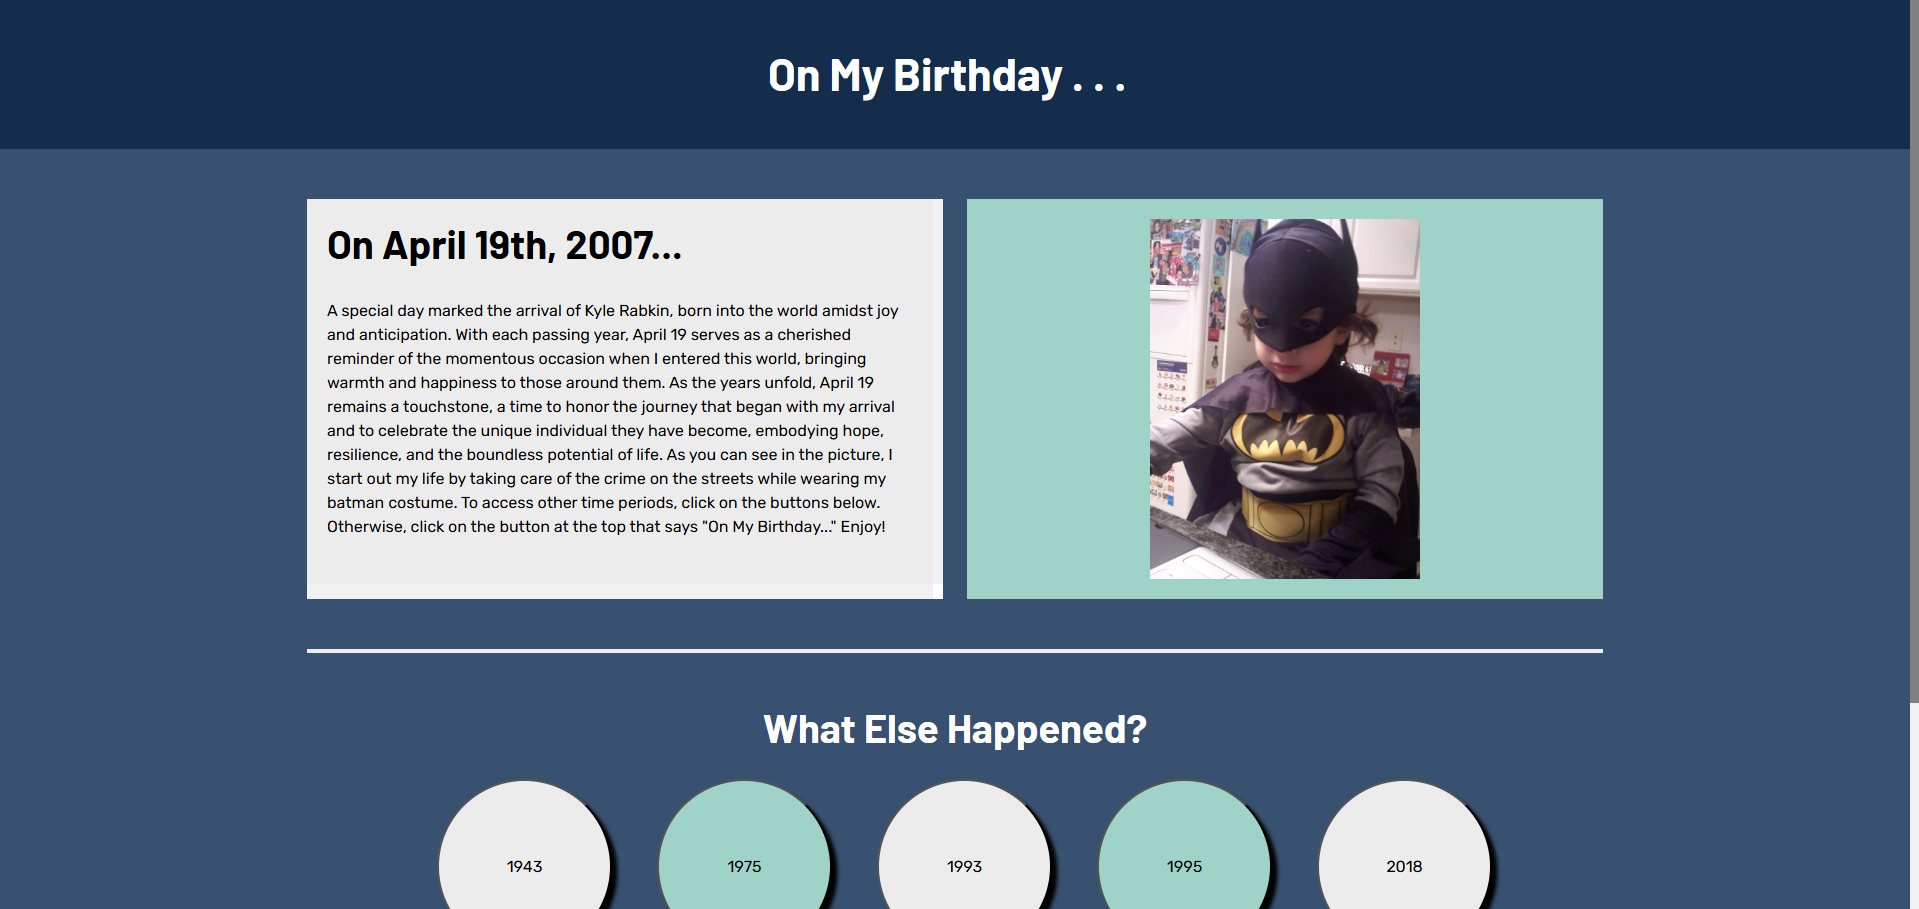 On My Birthday . . .
On April 19th, 2007...
A special day marked the arrival of Kyle Rabkin, born into the world amidst joy
and anticipation. With each passing year, April 19 serves as a cherished
reminder of the momentous occasion when I entered this world, bringing
warmth and happiness to those around them. As the years unfold, April 19
remains a touchstone, a time to honor the journey that began with my arrival
and to celebrate the unique individual they have become, embodying hope,
resilience, and the boundless potential of life. As you can see in the picture, I
start out my life by taking care of the crime on the streets while wearing my
batman costume. To access other time periods, click on the buttons below.
Otherwise, click on the button at the top that says "On My Birthday..." Enjoy!
What Else Happened?
1943
1975
1993
1995
2018